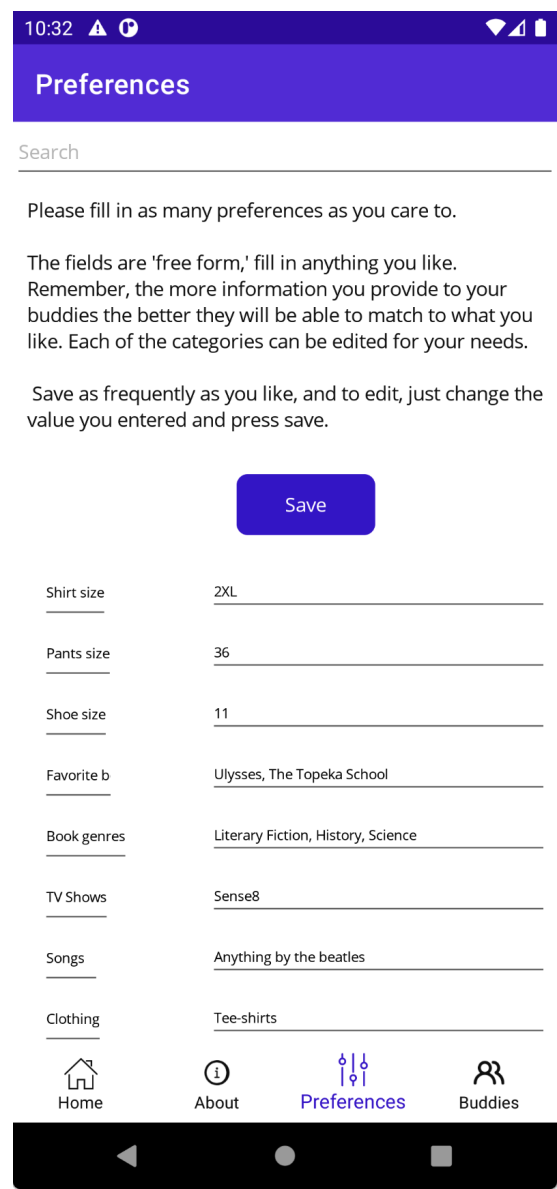 10:32
Preferences
Search
Please fill in as many preferences as you care to.
The fields are 'free form,' fill in anything you like.
Remember, the more information you provide to your
buddies the better they will be able to match to what you
like. Each of the categories can be edited for your needs.
Save as frequently as you like, and to edit, just change the
value you entered and press save.
Save
Shirt size 2XL
Pants size 36
Shoe size 11
Favorite b Ulysses, The Topeka School
Book genres Literary Fiction, History, Science
TV Shows Sense8
Songs Anything by the beatles
Clothing Tee-shirts
Home About Preferences Buddies